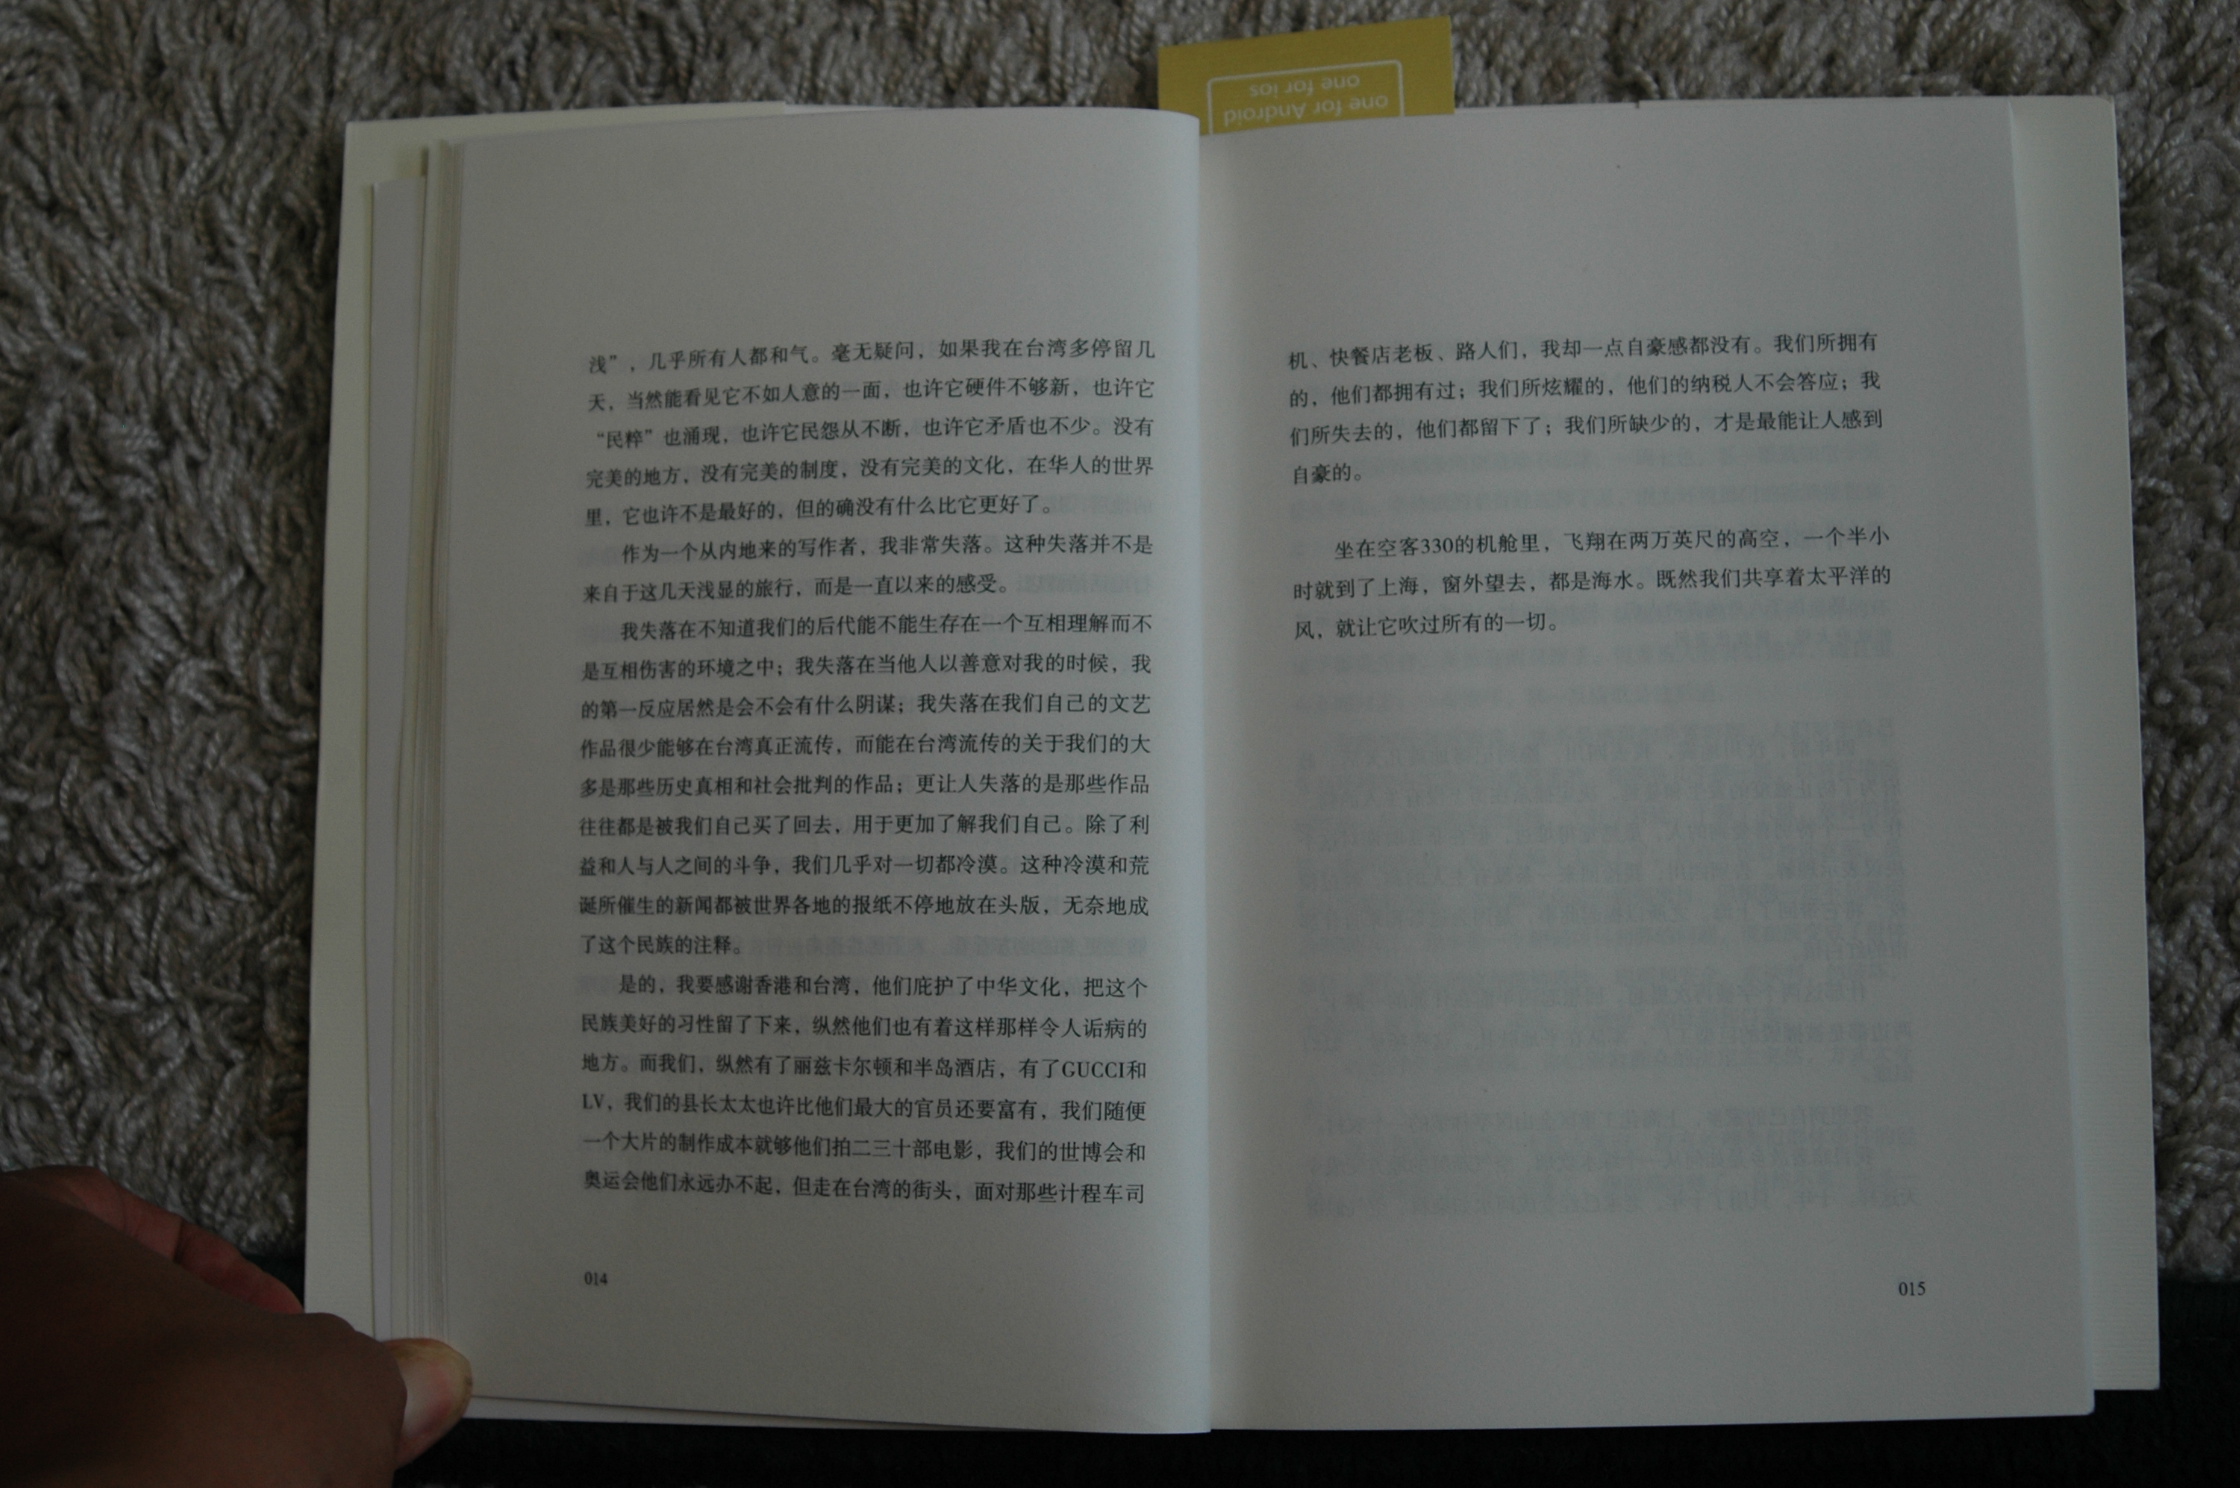 one for Android
one for ios
浅”，几乎所有人都和气。毫无疑问，如果我在台湾多停留几
天，当然能看见它不如人意的一面，也许它硬件不够新，也许它
“民粹”也涌现，也许它民怨从不断，也许它矛盾也不少。没有
完美的地方，没有完美的制度，没有完美的文化，在华人的世界
里，它也许不是最好的，但的确没有什么比它更好了。
作为一个从内地来的写作者，我非常失落。这种失落并不是
来自于这几天浅显的旅行，而是一直以来的感受。
我失落在不知道我们的后代能不能生存在一个互相理解而不
是互相伤害的环境之中；我失落在当他人以善意对我的时候，我
的第一反应居然是会不会有什么阴谋；我失落在我们自己的文艺
作品很少能够在台湾真正流传，而能在台湾流传的关于我们的大
多是那些历史真相和社会批判的作品；更让人失落的是那些作品
往往都是被我们自己买了回去，用于更加了解我们自己。除了利
益和人与人之间的斗争，我们几乎对一切都冷漠。这种冷漠和荒
诞所催生的新闻都被世界各地的报纸不停地放在头版，无奈地成
了这个民族的注释。
是的，我要感谢香港和台湾，他们庇护了中华文化，把这个
民族美好的习性留了下来，纵然他们也有着这样那样令人诟病的
地方。而我们，纵然有了丽兹卡尔顿和半岛酒店，有了GUCCI和
LV，我们的县长太太也许比他们最大的官员还要富有，我们随便
一个大片的制作成本就够他们拍二三十部电影，我们的世博会和
奥运会他们永远办不起，但走在台湾的街头，面对那些计程车司
014
机、快餐店老板、路人们，我却一点自豪感都没有。我们所拥有
的，他们都拥有过；我们所炫耀的，他们的纳税人不会答应；我
们所失去的，他们都留下了；我们所缺少的，才是最能让人感到
自豪的。
坐在空客330的机舱里，飞翔在两万英尺的高空，一个半小
时就到了上海，窗外望去，都是海水。既然我们共享着太平洋的
风，就让它吹过所有的一切。
015